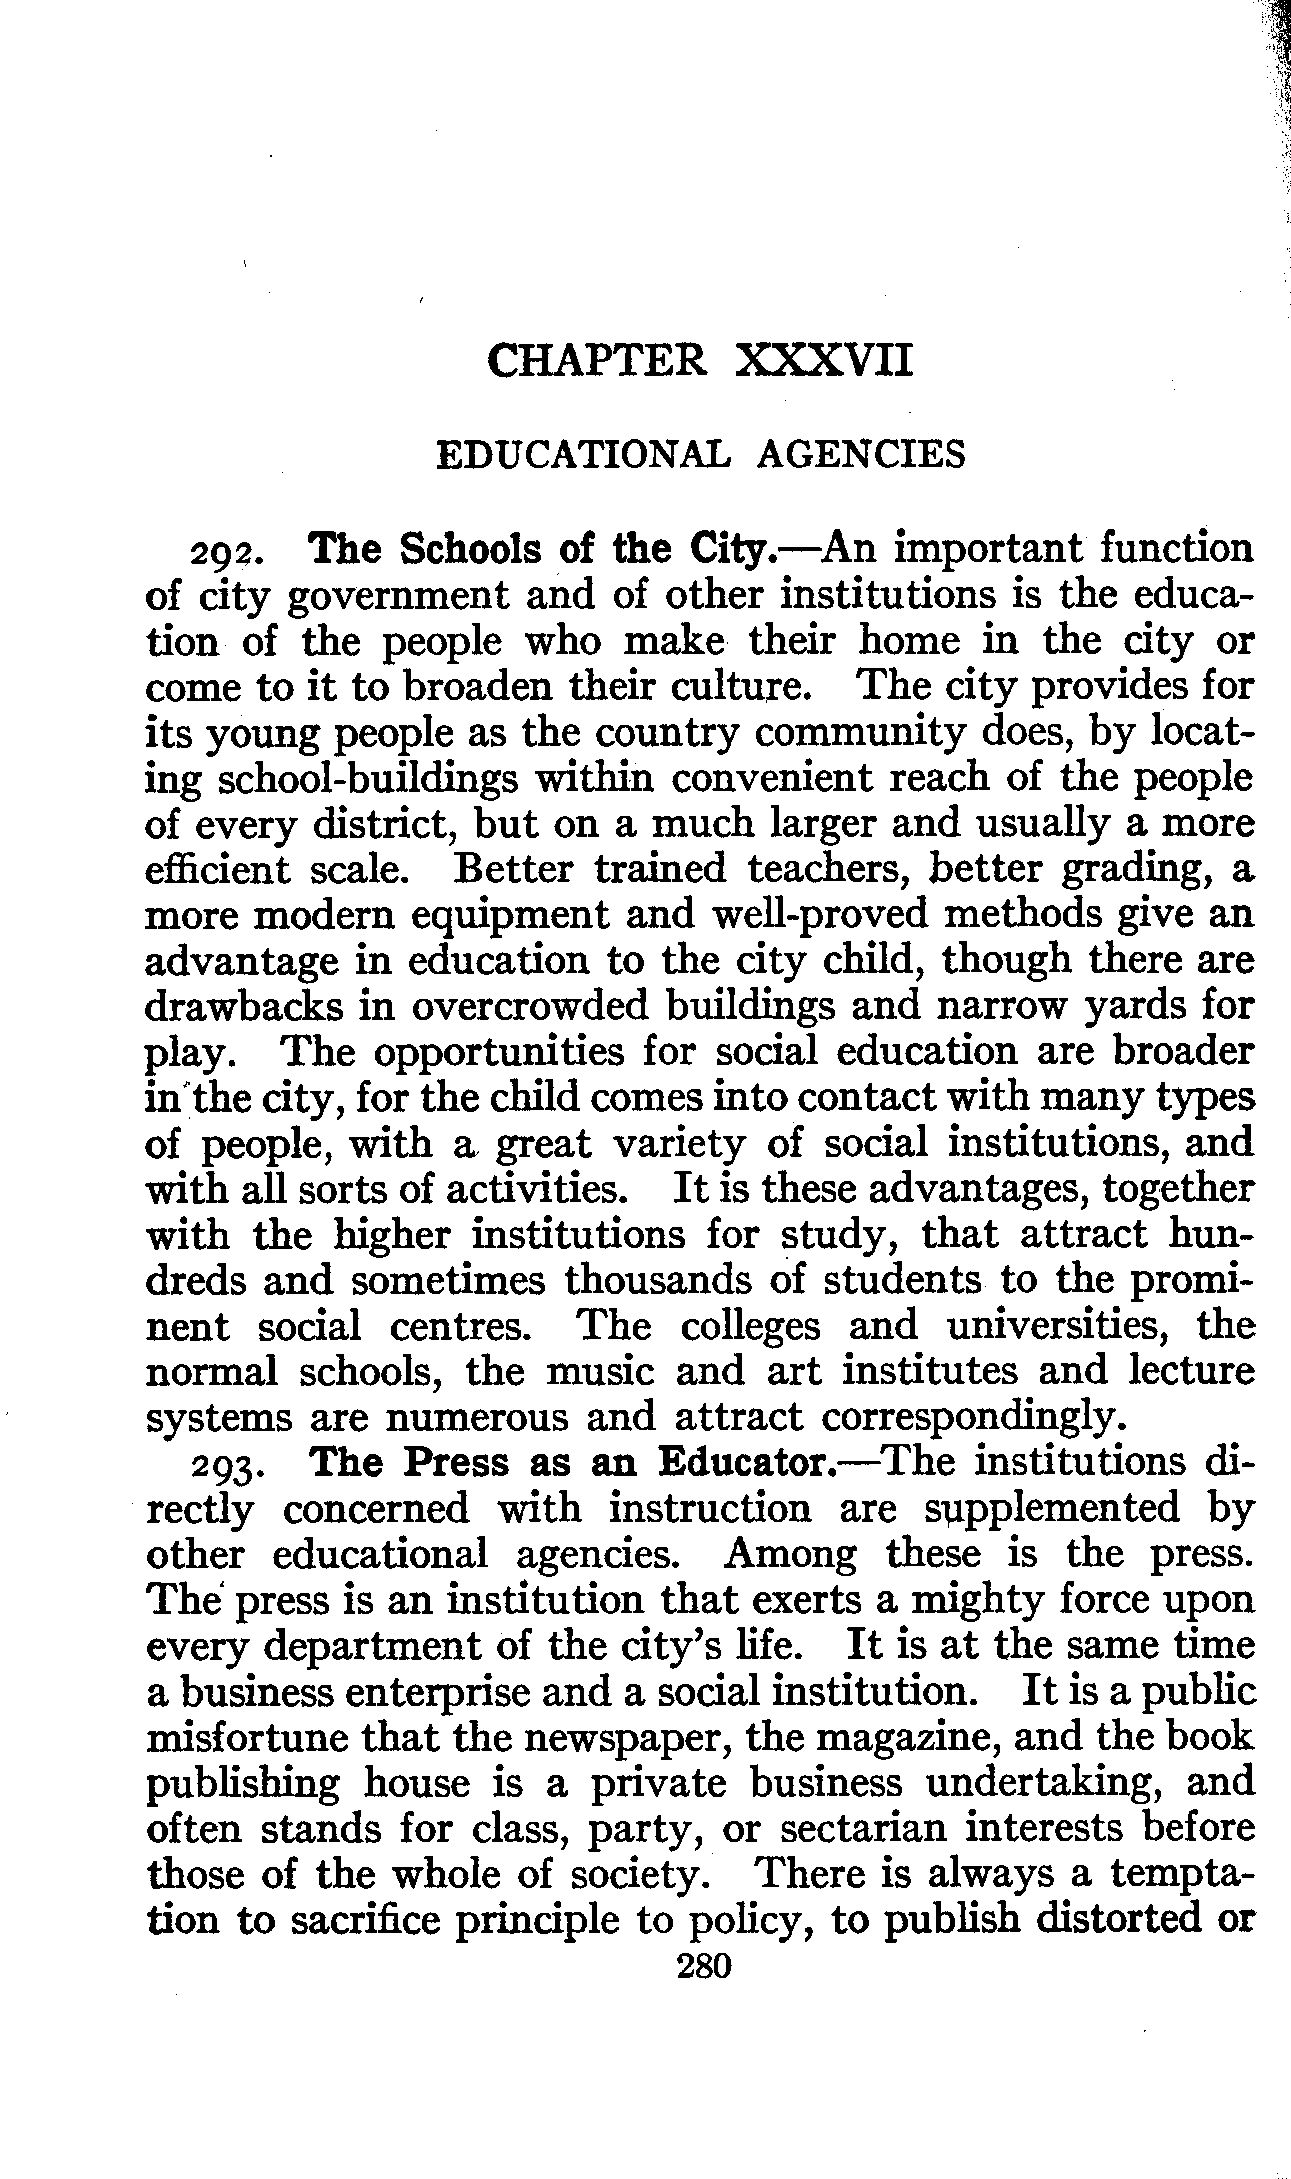 CHAPTER XXXVII
EDUCATIONAL AGENCIES
292. The Schools of the City.—An important function
of city government and of other institutions is the educa-
tion of the people who make their home in the city or
come to it to broaden their culture. The city provides for
its young people as the country community does, by locat-
ing school-buildings within convenient reach of the people
of every district, but on a much larger and usually a more
efficient scale. Better trained teachers, better grading, a
more modern equipment and well-proved methods give an
advantage in education to the city child, though there are
drawbacks in overcrowded buildings and narrow yards for
play. The opportunities for social education are broader
in the city, for the child comes into contact with many types
of people, with a great variety of social institutions, and
with all sorts of activities. It is these advantages, together
with the higher institutions for study, that attract hun-
dreds and sometimes thousands of students to the promi-
nent social centres. The colleges and universities, the
normal schools, the music and art institutes and lecture
systems are numerous and attract correspondingly.
293. The Press as an Educator.—The institutions di-
rectly concerned with instruction are supplemented by
other educational agencies. Among these is the press.
The press is an institution that exerts a mighty force upon
every department of the city's life. It is at the same time
a business enterprise and a social institution. It is a public
misfortune that the newspaper, the magazine, and the book
publishing house is a private business undertaking, and
often stands for class, party, or sectarian interests before
those of the whole of society. There is always a tempta-
tion to sacrifice principle to policy, to publish distorted or
280